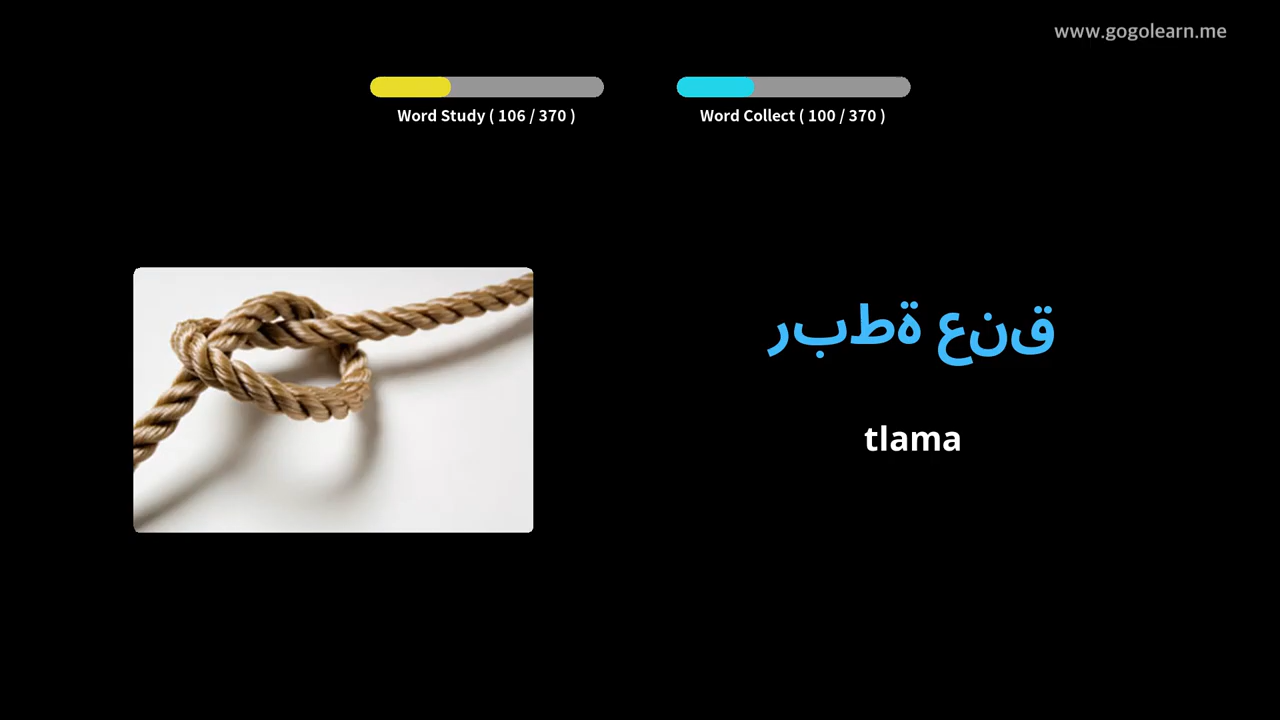 www.gogolearn.me
Word Study ( 106 / 370 )
Word Collect ( 100 / 370 )
ربطة عنق
tlama